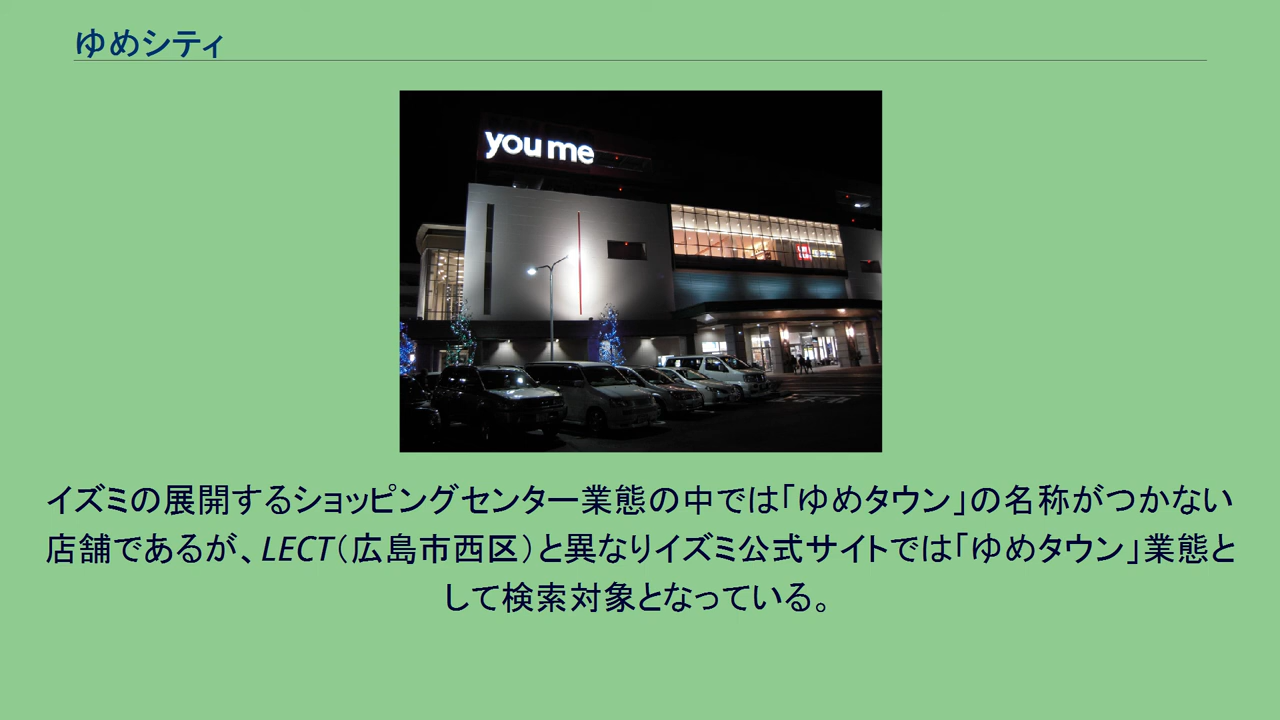 ゆめシティ
you me
イズミの展開するショッピングセンター業態の中では「ゆめタウン」の名称がつかない
店舗であるが、LECT（広島市西区）と異なりイズミ公式サイトでは「ゆめタウン」業態と
して検索対象となっている。